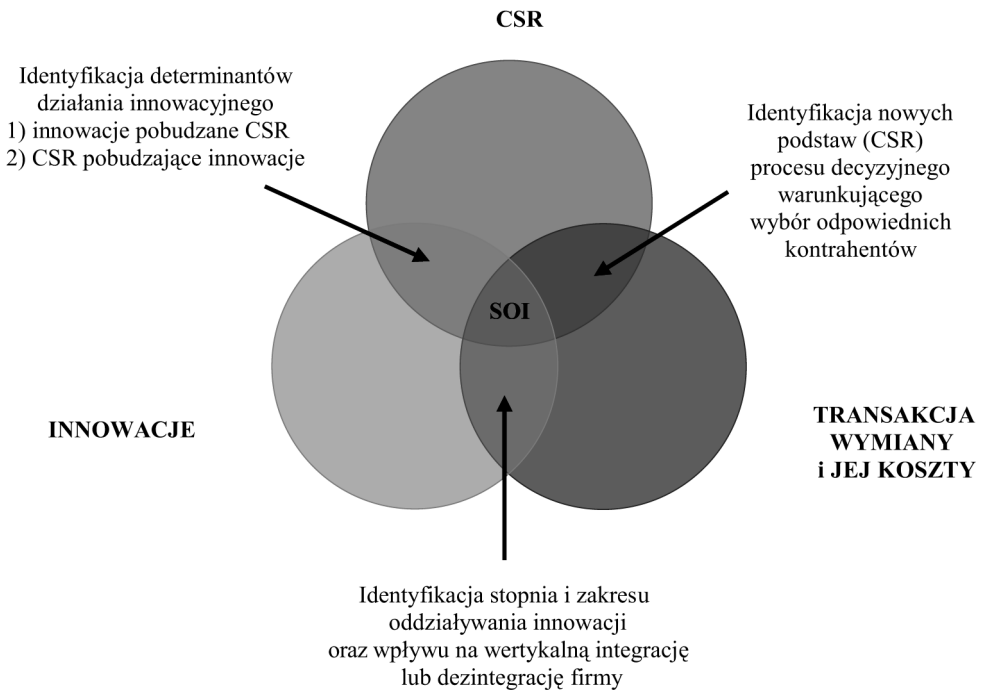 CSR
Identyfikacja determinantów
działania innowacyjnego
1) innowacje pobudzane CSR
2) CSR pobudzające innowacje
Identyfikacja nowych
podstaw (CSR)
procesu decyzyjnego
warunkującego
wybór odpowiednich
kontrahentów
SOI
INNOWACJE
TRANSAKCJA
WYMIANY
i JEJ KOSZTY
Identyfikacja stopnia i zakresu
oddziaływania innowacji
oraz wpływu na wertykalną integrację
lub dezintegrację firmy